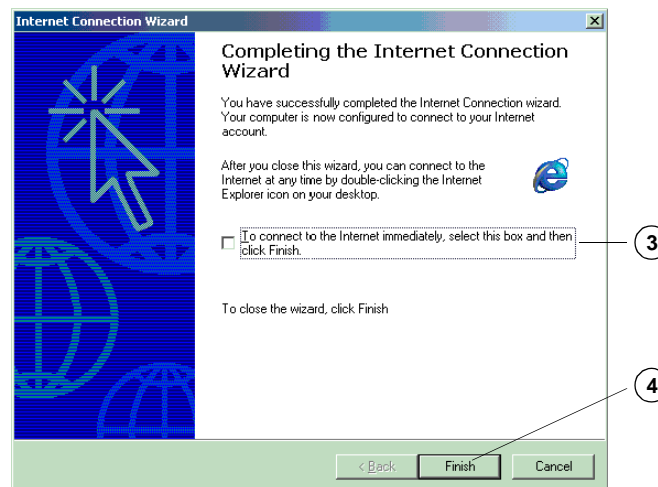 Internet Connection Wizard
Completing the Internet Connection
Wizard
You have successfully completed the Internet Connection wizard.
Your computer is now configured to connect to your Internet
account.
After you close this wizard, you can connect to the
Internet at any time by double-clicking the Internet
Explorer icon on your desktop.
To connect to the Internet immediately, select this box and then
click Finish.
3
To close the wizard, click Finish
4
< Back
Finish
Cancel